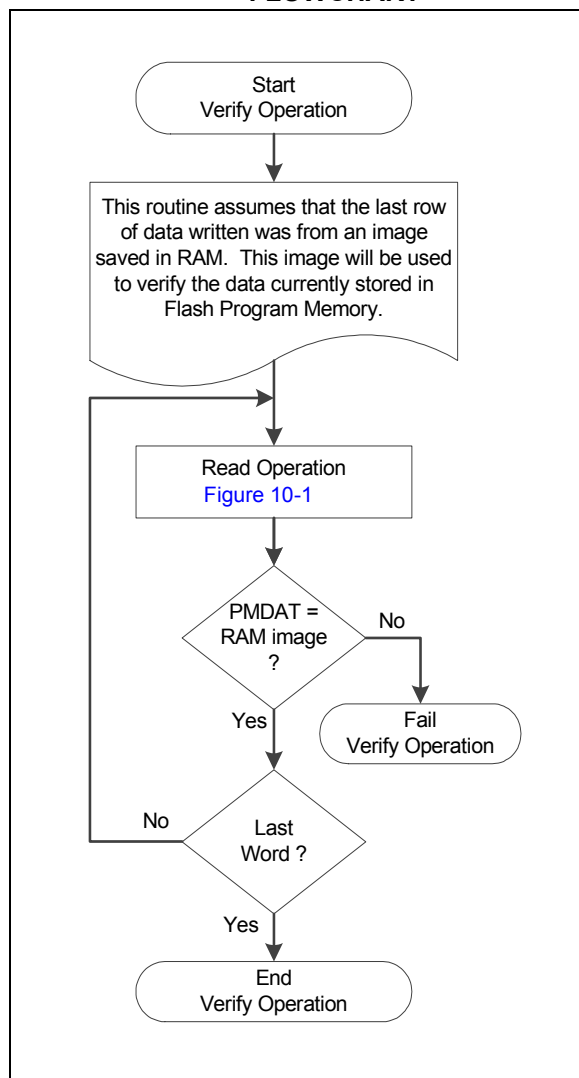 Start
Verify Operation
This routine assumes that the last row
of data written was from an image
saved in RAM. This image will be used
to verify the data currently stored in
Flash Program Memory.
Read Operation
Figure 10-1
PMDAT =
RAM image
?
No
Yes
Fail
Verify Operation
No
Last
Word ?
Yes
End
Verify Operation